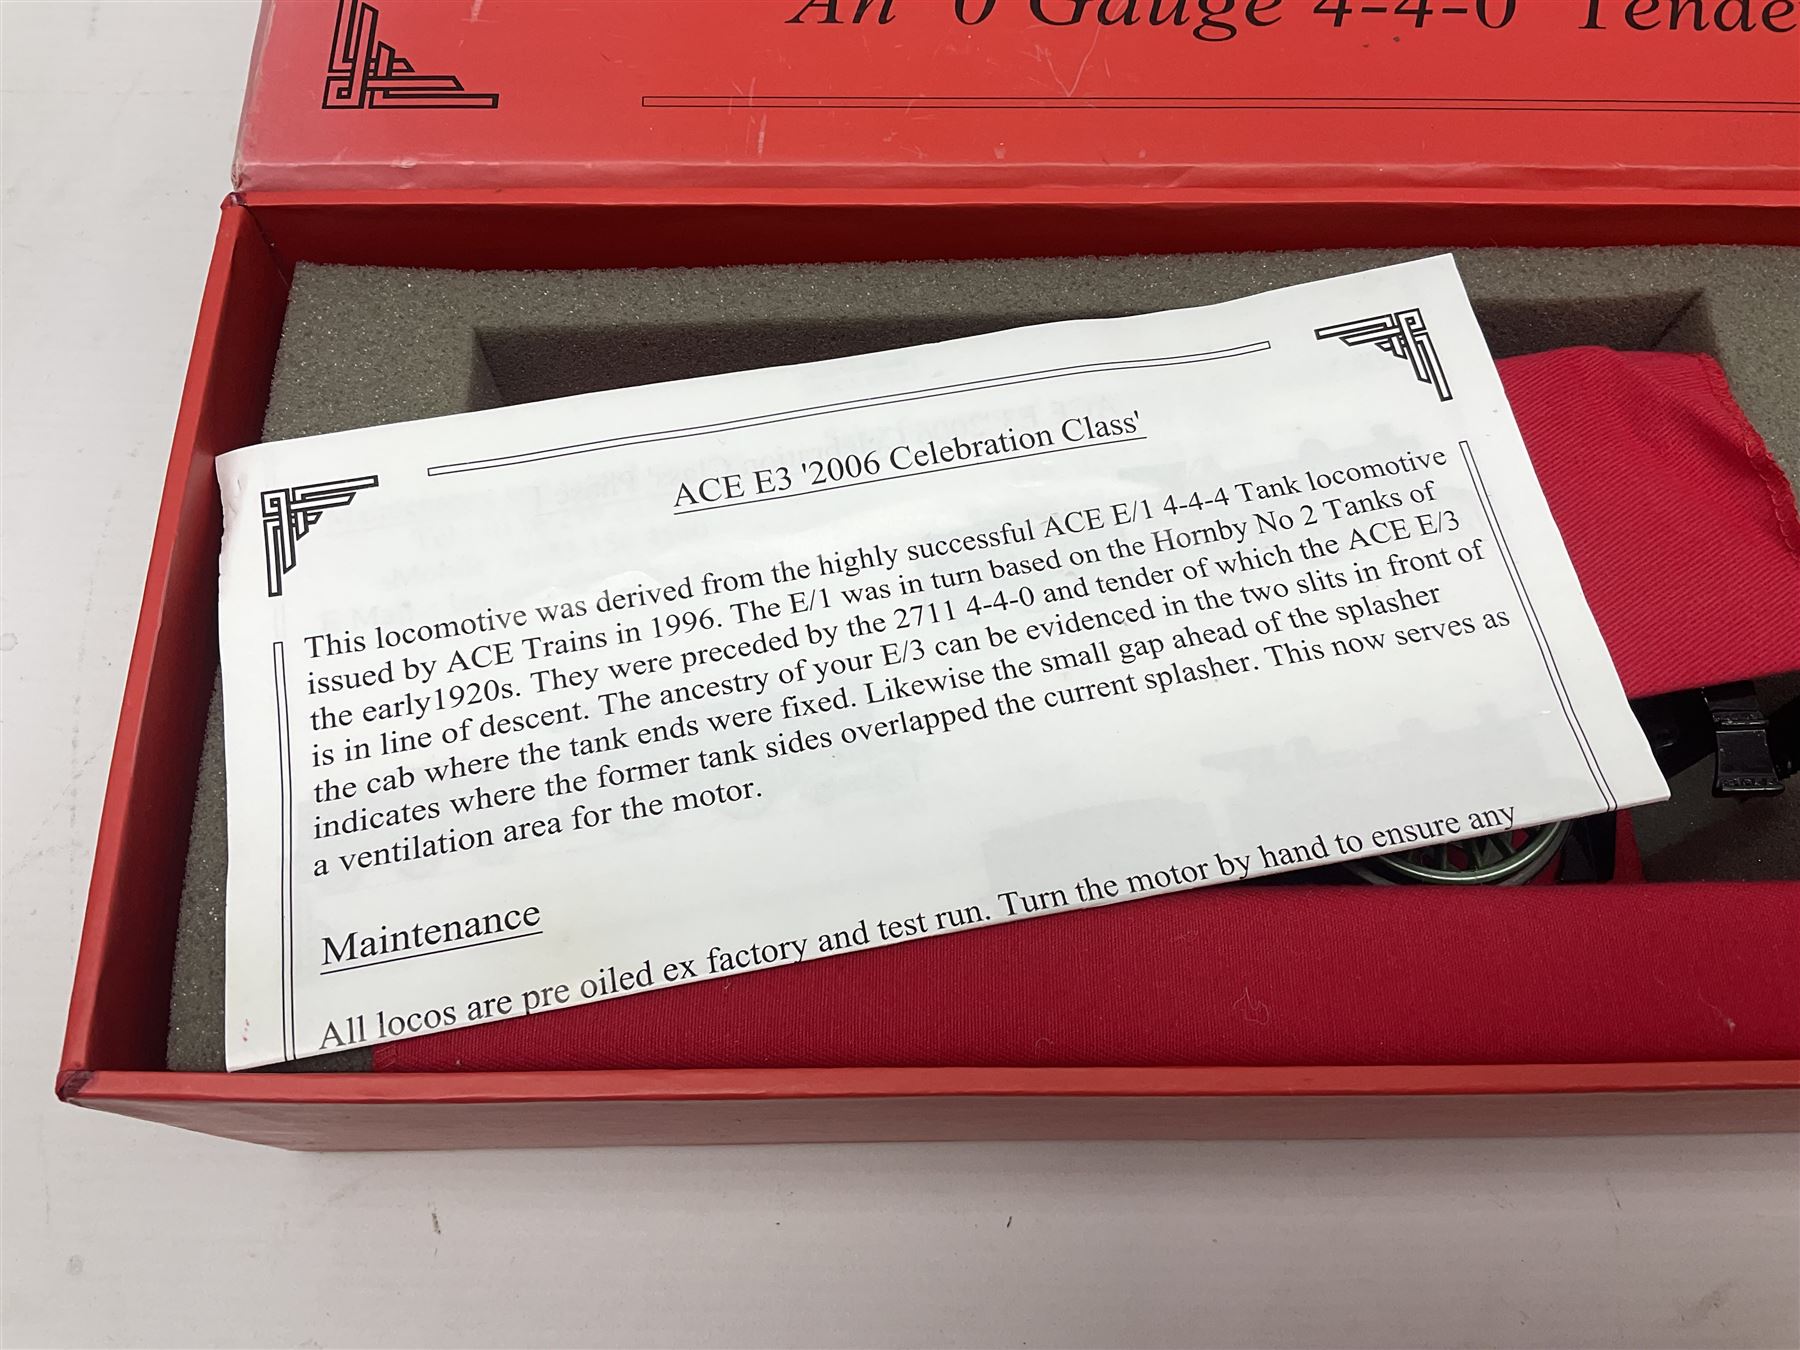 An '0 Gauge 4-4-0' Tende
ACE E3 '2006 Celebration Class'
This locomotive was derived from the highly successful ACE E/1 4-4-4 Tank locomotive
issued by ACE Trains in 1996. The E/1 was in turn based on the Hornby No 2 Tanks of
the early1920s. They were preceded by the 2711 4-4-0 and tender of which the ACE E/3
is in line of descent. The ancestry of your E/3 can be evidenced in the two slits in front of
the cab where the tank ends were fixed. Likewise the small gap ahead of the splasher
indicates where the former tank sides overlapped the current splasher. This now serves as
a ventilation area for the motor.
Maintenance
All locos are pre oiled ex factory and test run. Turn the motor by hand to ensure any